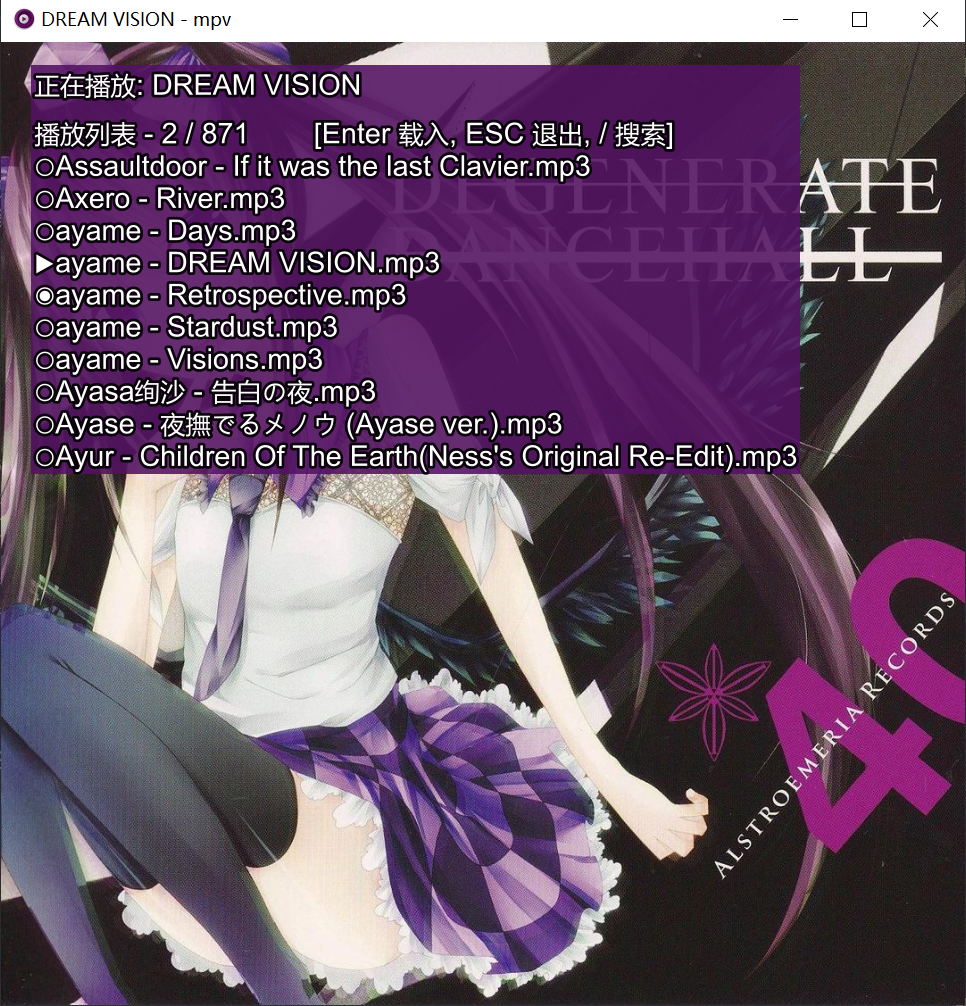 DREAM VISION - mpv
正在播放: DREAM VISION
播放列表 - 2 / 871 [Enter 载入, ESC 退出, / 搜索]
○Assaultdoor - If it was the last Clavier.mp3
○Axero - River.mp3
○ayame - Days.mp3
▶ayame - DREAM VISION.mp3
◉ayame - Retrospective.mp3
○ayame - Stardust.mp3
○ayame - Visions.mp3
○Ayasa绚沙 - 告白の夜.mp3
○Ayase - 夜撫でるメノウ (Ayase ver.).mp3
○Ayur - Children Of The Earth(Ness's Original Re-Edit).mp3
DEGENERATE
DANCEHALL
40
ALSTROEMERIA RECORDS